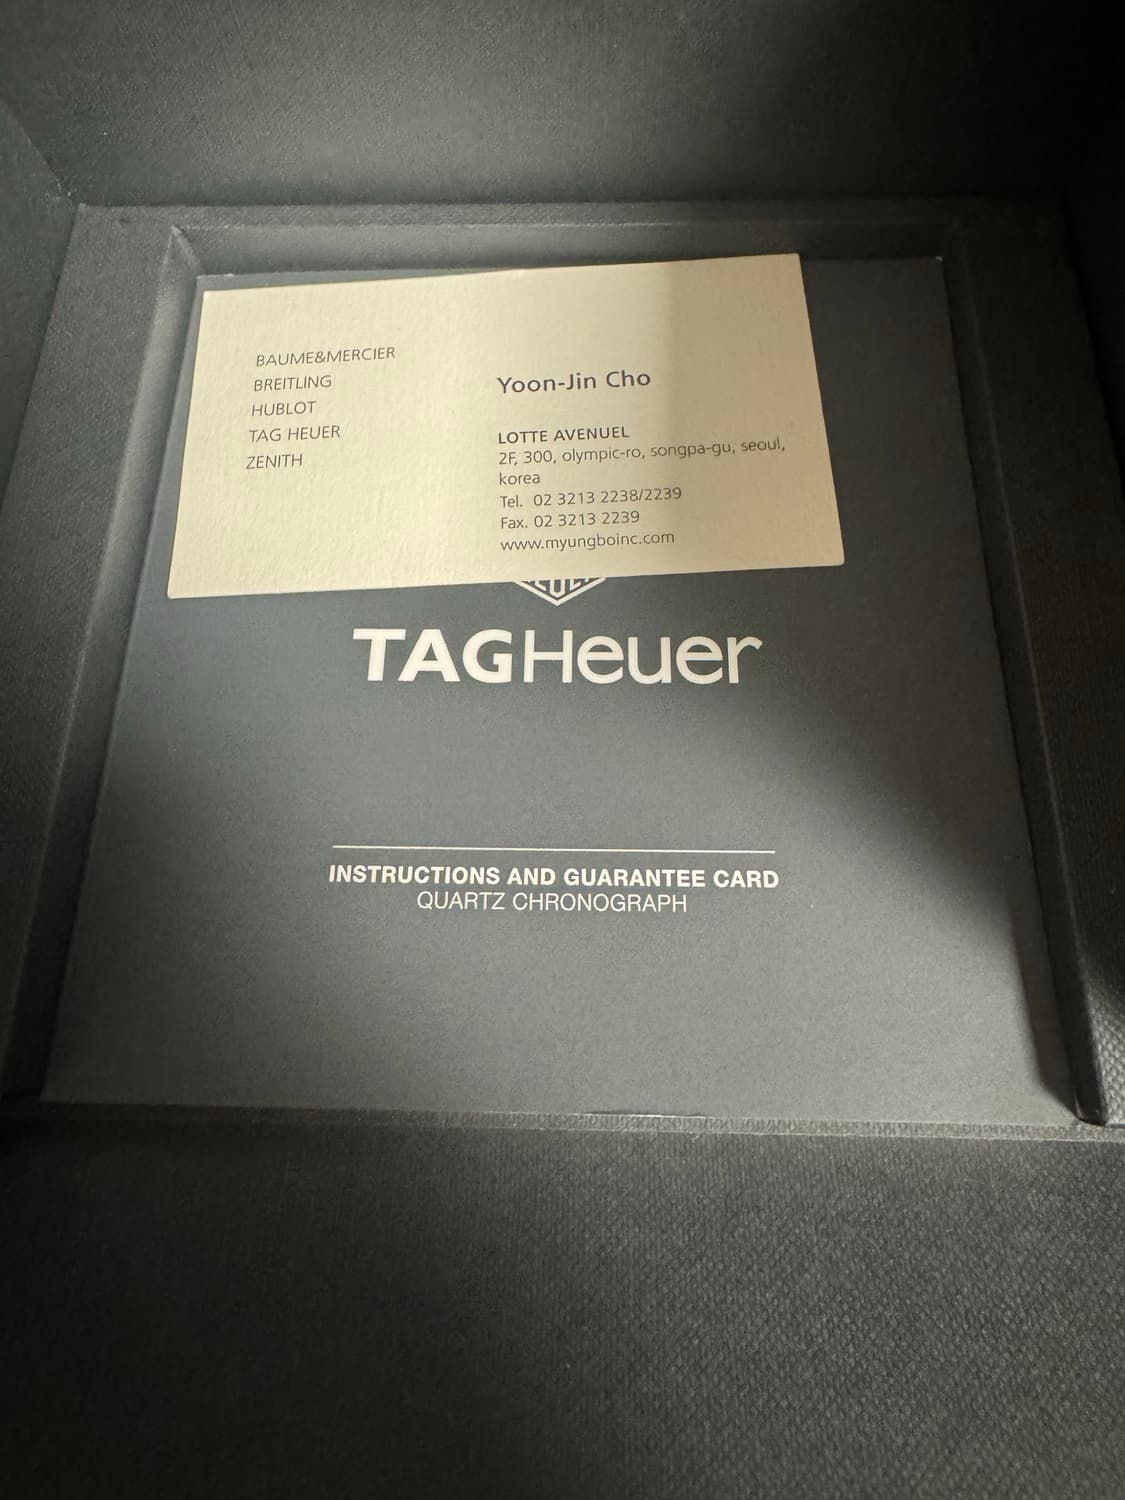 BAUME&MERCIER
BREITLING
HUBLOT
TAG HEUER
ZENITH
Yoon-Jin Cho
LOTTE AVENUEL
2F, 300, olympic-ro, songpa-gu, seoul,
korea
Tel. 02 3213 2238/2239
Fax. 02 3213 2239
www.myungboinc.com
TAGHeuer
INSTRUCTIONS AND GUARANTEE CARD
QUARTZ CHRONOGRAPH